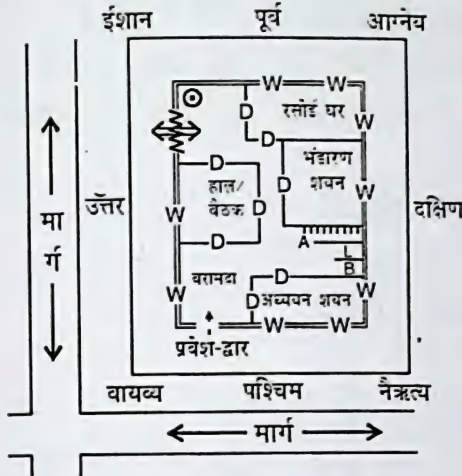 ईशान पूर्व आग्नेय
W W
D रसोई घर
W
D
D भंडारण
हाल/ D शयन W
मार्ग उत्तर W बैठक D दक्षिण
D A
L
बरामदा D B
W D अध्ययन शयन W
W W
प्रवेश-द्वार
वायव्य पश्चिम नैऋत्य
मार्ग